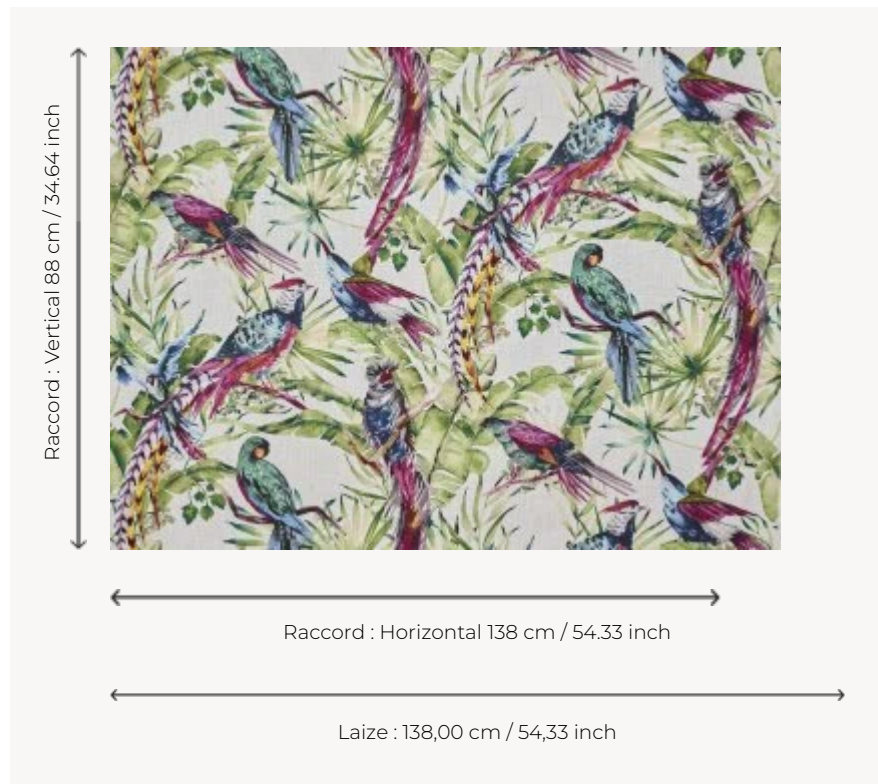 Raccord : Vertical 88 cm / 34.64 inch
Raccord : Horizontal 138 cm / 54.33 inch
Laize : 138,00 cm / 54,33 inch